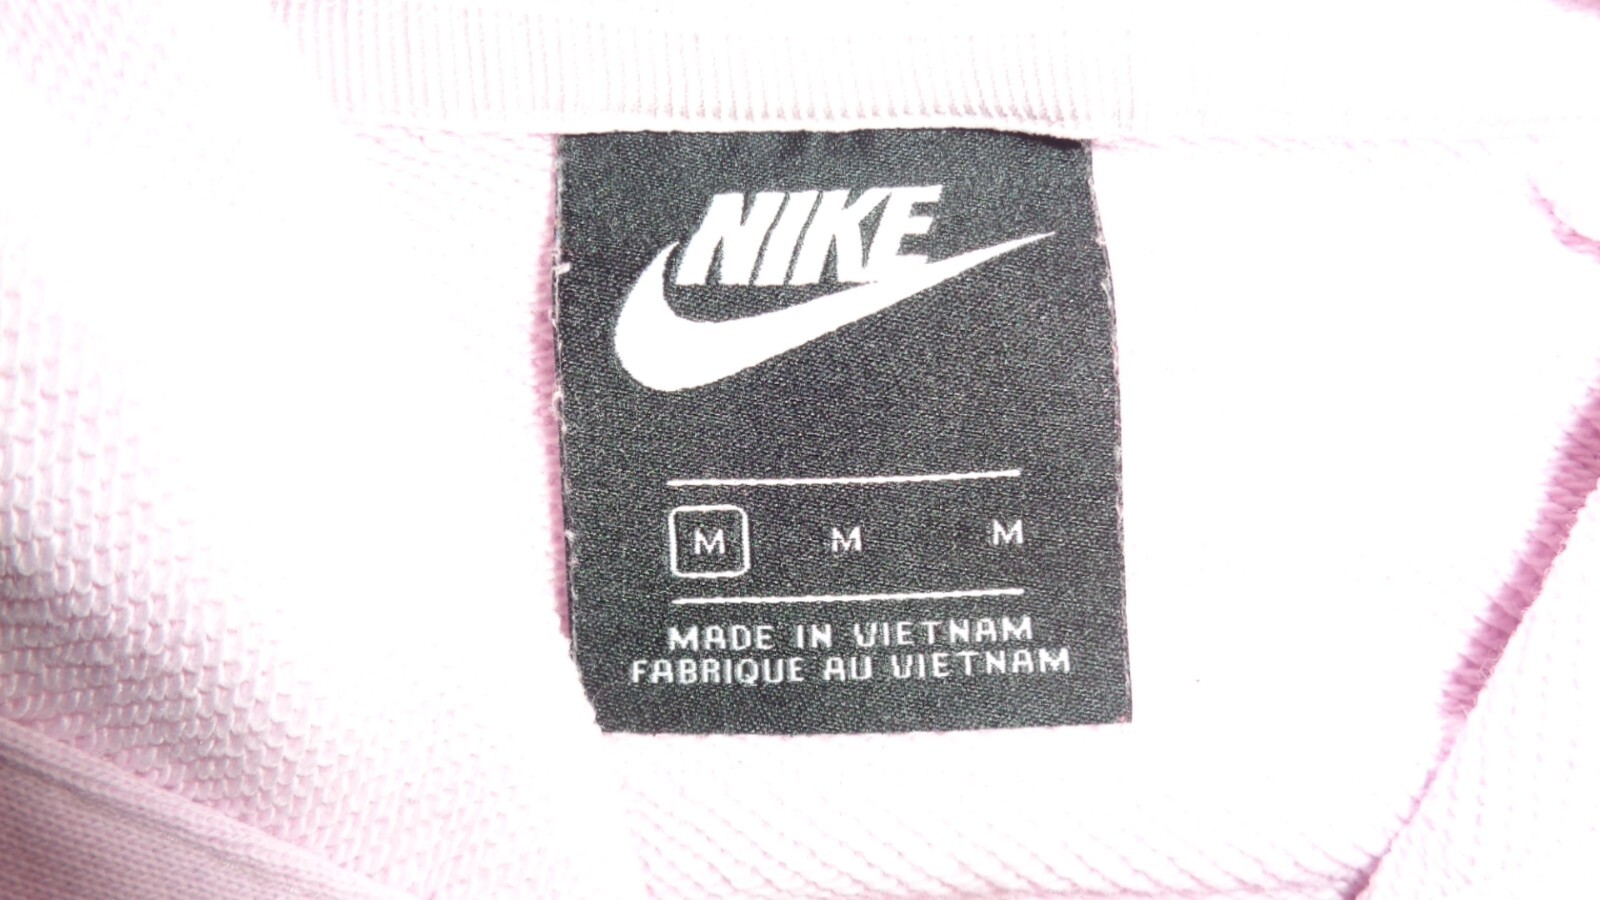 NIKE
M M M
MADE IN VIETNAM
FABRIQUE AU VIETNAM